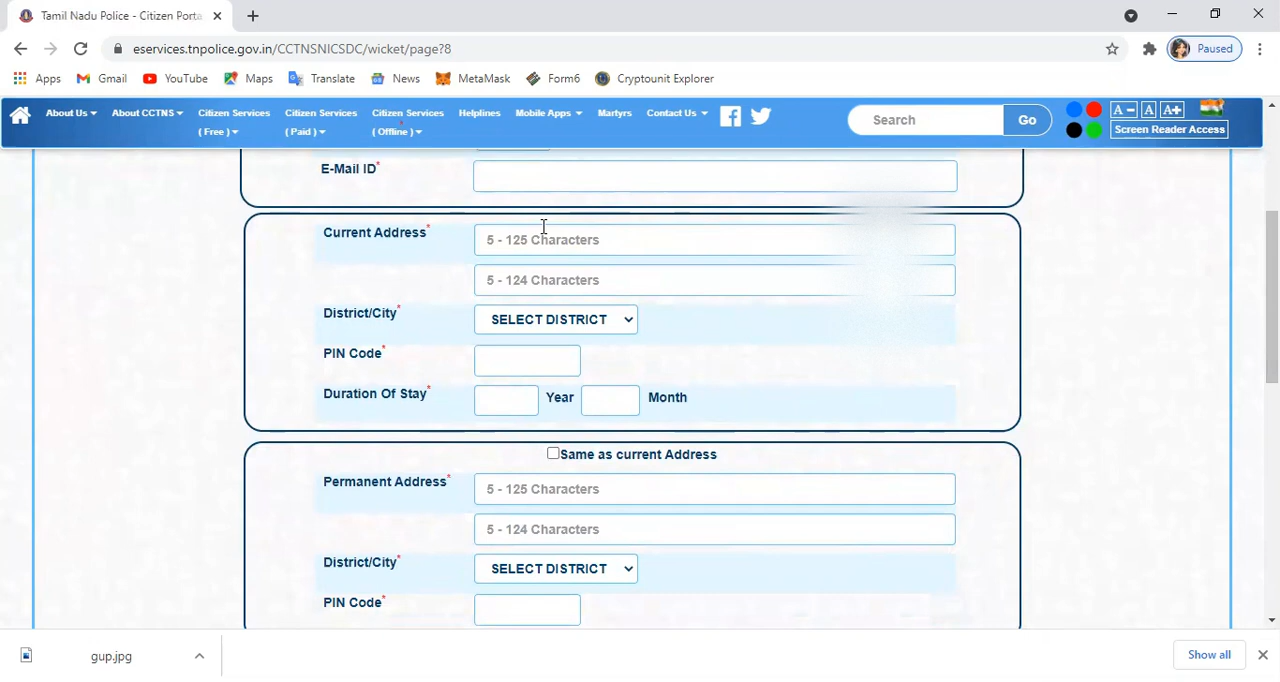 Tamil Nadu Police - Citizen Porta
eservices.tnpolice.gov.in/CCTNSNICSDC/wicket/page?8
Paused
Apps Gmail YouTube Maps Translate News MetaMask Form6 Cryptounit Explorer
About Us About CCTNS Citizen Services (Free) Citizen Services (Paid) Citizen Services (Offline) Helplines Mobile Apps Martyrs Contact Us Search Go A - A A+
Screen Reader Access
E-Mail ID*
Current Address* 5 - 125 Characters
5 - 124 Characters
District/City* SELECT DISTRICT
PIN Code*
Duration Of Stay* Year Month
Same as current Address
Permanent Address* 5 - 125 Characters
5 - 124 Characters
District/City* SELECT DISTRICT
PIN Code*
gup.jpg Show all